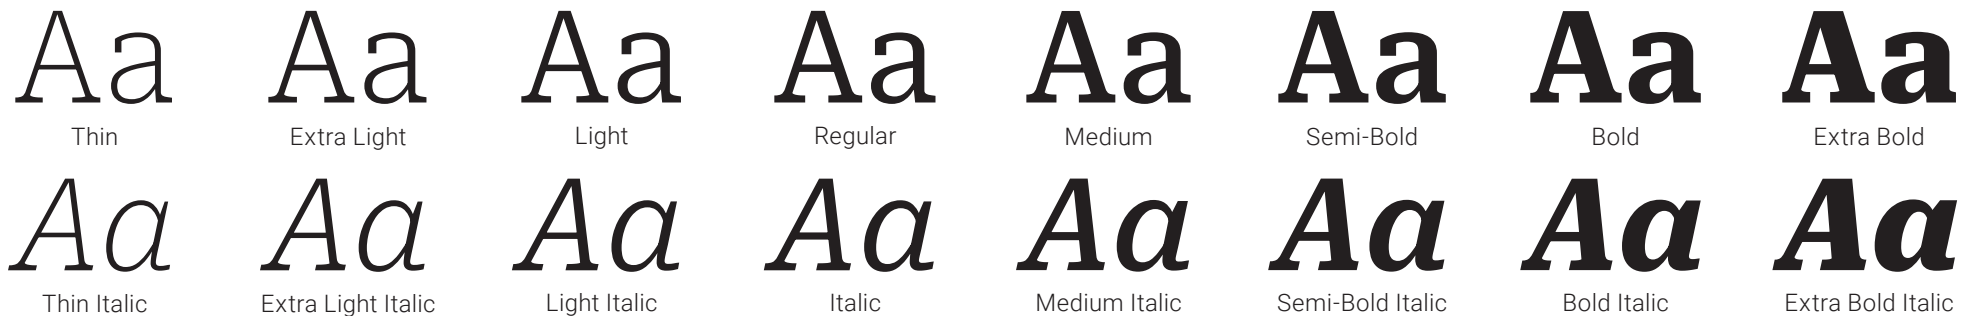 Aa Aa Aa Aa Aa Aa Aa Aa
Thin Extra Light Light Regular Medium Semi-Bold Bold Extra Bold
Aa Aa Aa Aa Aa Aa Aa Aa
Thin Italic Extra Light Italic Light Italic Italic Medium Italic Semi-Bold Italic Bold Italic Extra Bold Italic